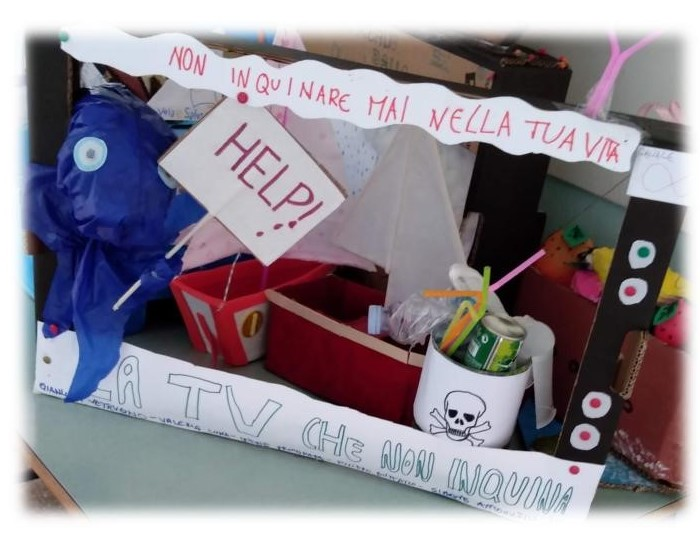 NON INQUINARE MAI NELLA TUA VITA'
HELP!...
LA TV CHE NON INQUINA